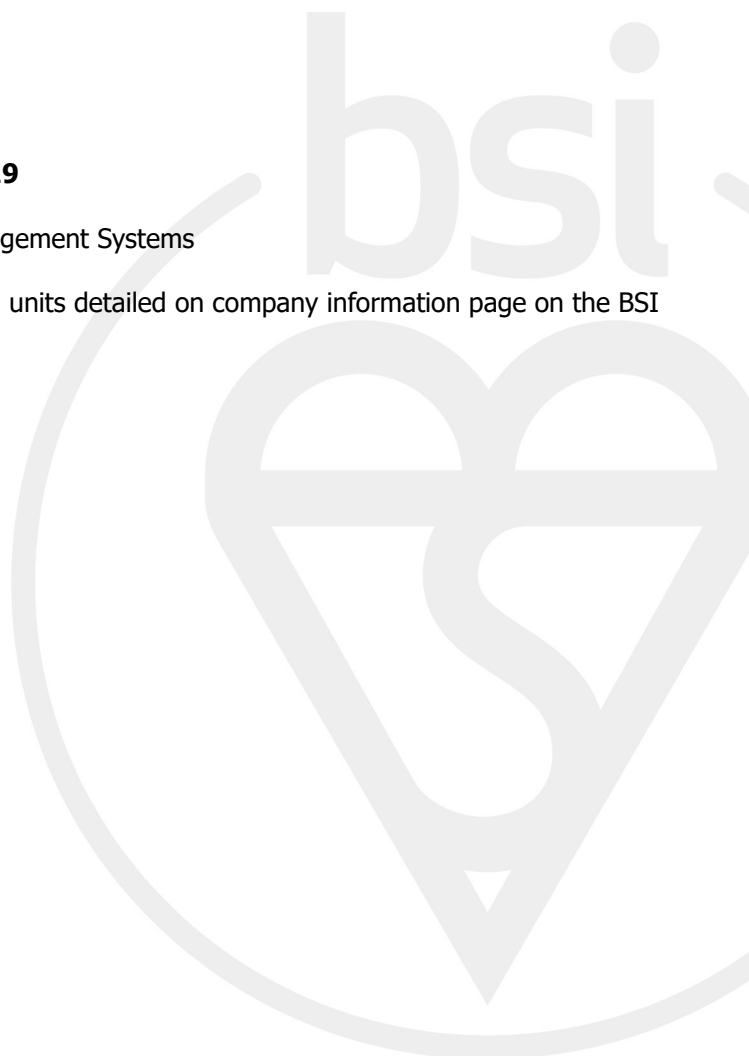 bsi
9
gement Systems
units detailed on company information page on the BSI